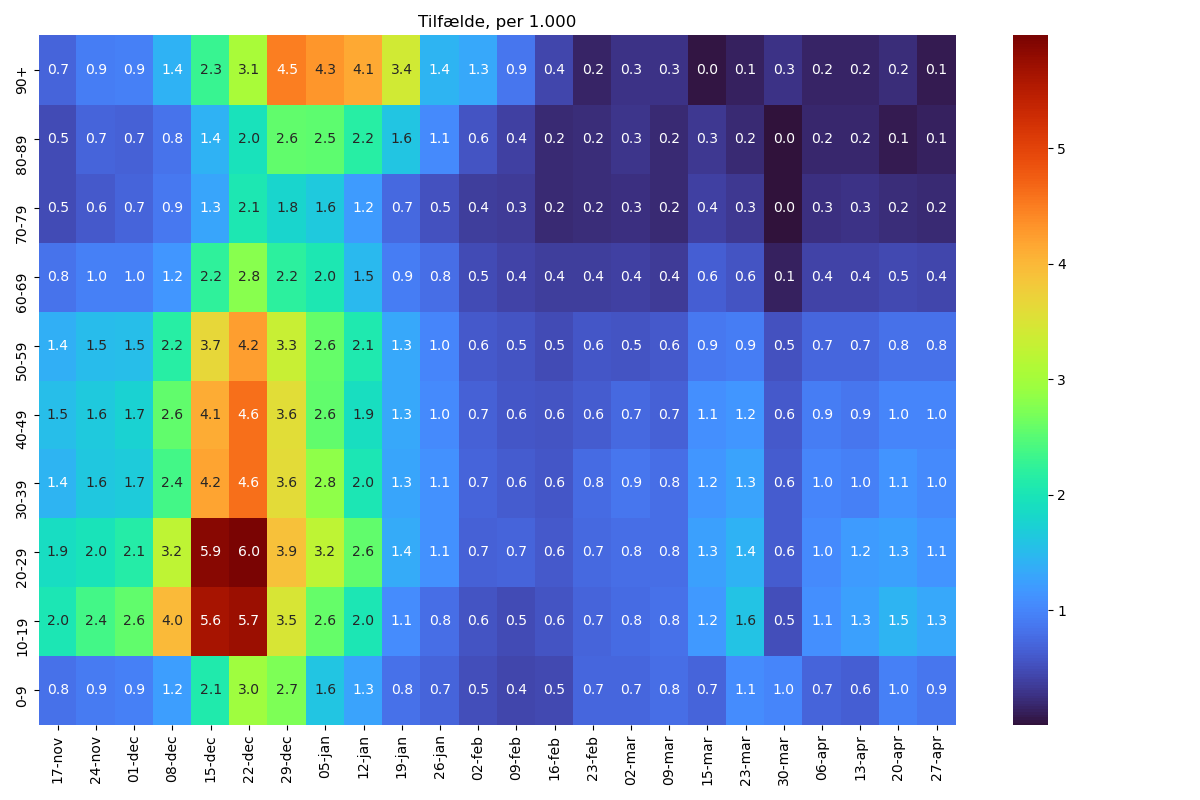 Tilfælde, per 1.000
90+ 0.7 0.9 0.9 1.4 2.3 3.1 4.5 4.3 4.1 3.4 1.4 1.3 0.9 0.4 0.2 0.3 0.3 0.0 0.1 0.3 0.2 0.2 0.2 0.1
80-89 0.5 0.7 0.7 0.8 1.4 2.0 2.6 2.5 2.2 1.6 1.1 0.6 0.4 0.2 0.2 0.3 0.2 0.3 0.2 0.0 0.2 0.2 0.1 0.1
70-79 0.5 0.6 0.7 0.9 1.3 2.1 1.8 1.6 1.2 0.7 0.5 0.4 0.3 0.2 0.2 0.3 0.2 0.4 0.3 0.0 0.3 0.3 0.2 0.2
60-69 0.8 1.0 1.0 1.2 2.2 2.8 2.2 2.0 1.5 0.9 0.8 0.5 0.4 0.4 0.4 0.4 0.4 0.6 0.6 0.1 0.4 0.4 0.5 0.4
50-59 1.4 1.5 1.5 2.2 3.7 4.2 3.3 2.6 2.1 1.3 1.0 0.6 0.5 0.5 0.6 0.5 0.6 0.9 0.9 0.5 0.7 0.7 0.8 0.8
40-49 1.5 1.6 1.7 2.6 4.1 4.6 3.6 2.6 1.9 1.3 1.0 0.7 0.6 0.6 0.6 0.7 0.7 1.1 1.2 0.6 0.9 0.9 1.0 1.0
30-39 1.4 1.6 1.7 2.4 4.2 4.6 3.6 2.8 2.0 1.3 1.1 0.7 0.6 0.6 0.8 0.9 0.8 1.2 1.3 0.6 1.0 1.0 1.1 1.0
20-29 1.9 2.0 2.1 3.2 5.9 6.0 3.9 3.2 2.6 1.4 1.1 0.7 0.7 0.6 0.7 0.8 0.8 1.3 1.4 0.6 1.0 1.2 1.3 1.1
10-19 2.0 2.4 2.6 4.0 5.6 5.7 3.5 2.6 2.0 1.1 0.8 0.6 0.5 0.6 0.7 0.8 0.8 1.2 1.6 0.5 1.1 1.3 1.5 1.3
0-9 0.8 0.9 0.9 1.2 2.1 3.0 2.7 1.6 1.3 0.8 0.7 0.5 0.4 0.5 0.7 0.7 0.8 0.7 1.1 1.0 0.7 0.6 1.0 0.9
17-nov 24-nov 01-dec 08-dec 15-dec 22-dec 29-dec 05-jan 12-jan 19-jan 26-jan 02-feb 09-feb 16-feb 23-feb 02-mar 09-mar 15-mar 23-mar 30-mar 06-apr 13-apr 20-apr 27-apr
5
4
3
2
1